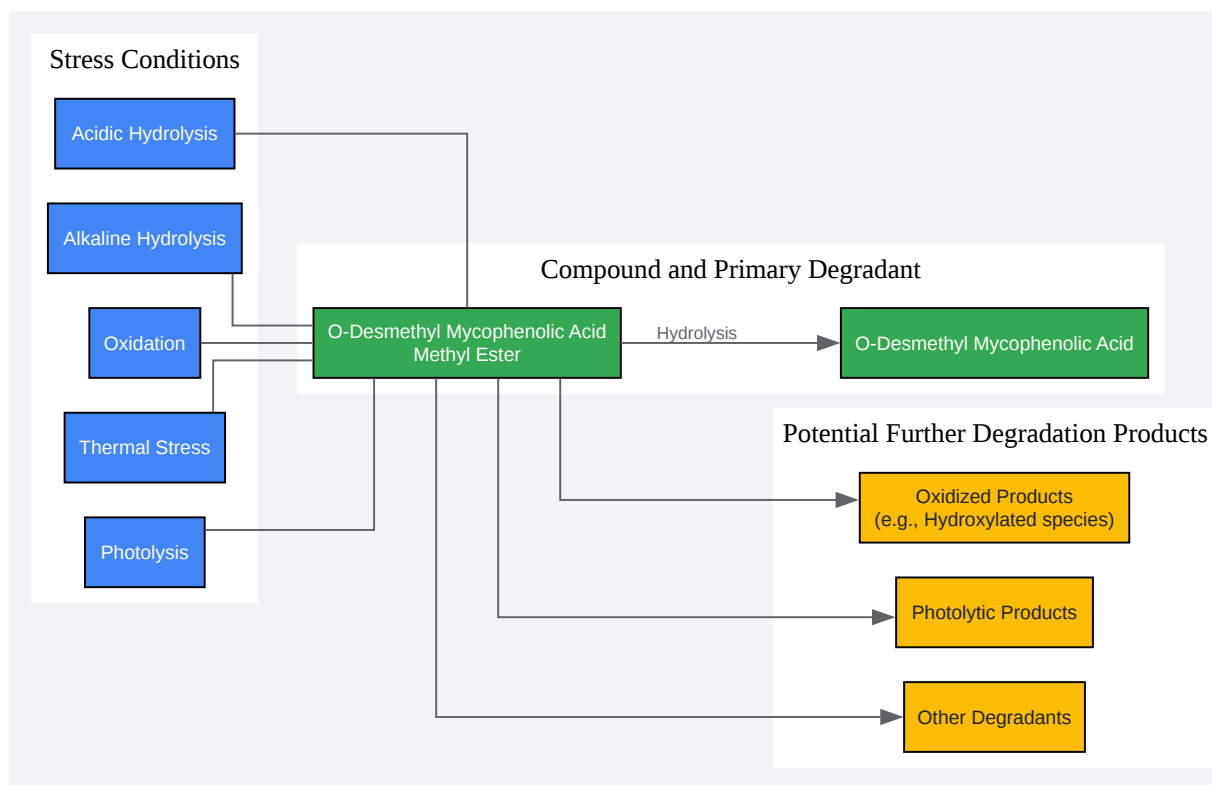 Stress Conditions
Acidic Hydrolysis
Alkaline Hydrolysis
Oxidation
Thermal Stress
Photolysis
Compound and Primary Degradant
O-Desmethyl Mycophenolic Acid
Methyl Ester
Hydrolysis
O-Desmethyl Mycophenolic Acid
Potential Further Degradation Products
Oxidized Products
(e.g., Hydroxylated species)
Photolytic Products
Other Degradants